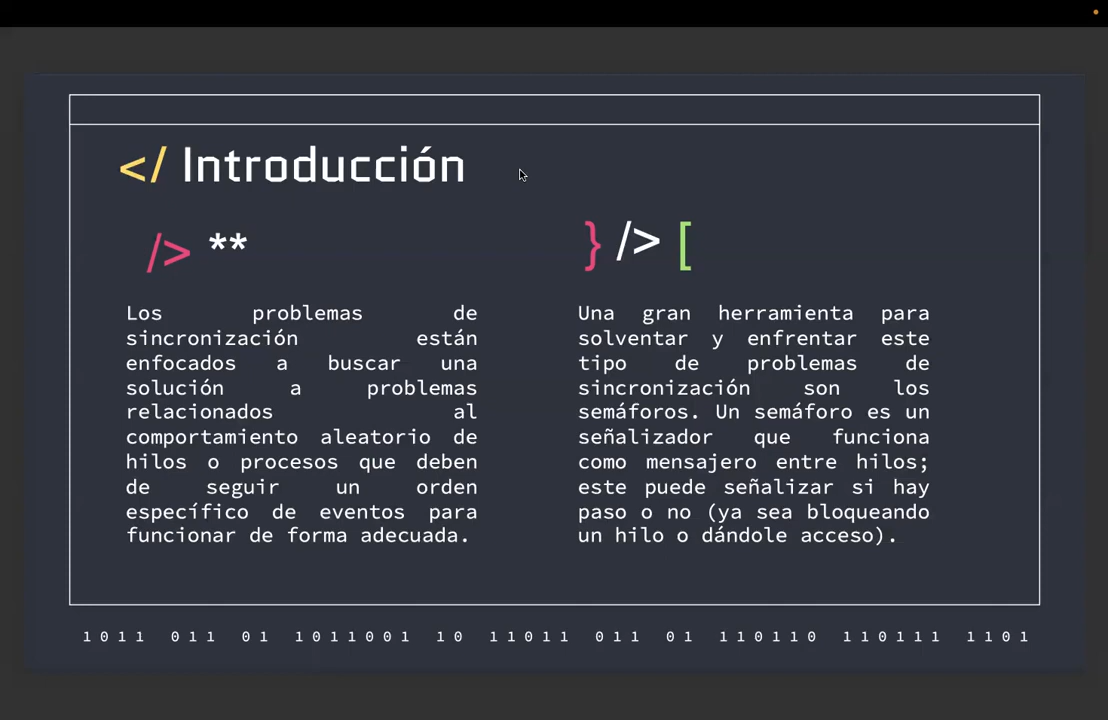 </ Introducción
/> **
Los problemas de
sincronización están
enfocados a buscar una
solución a problemas
relacionados al
comportamiento aleatorio de
hilos o procesos que deben
de seguir un orden
específico de eventos para
funcionar de forma adecuada.
} /> [
Una gran herramienta para
solventar y enfrentar este
tipo de problemas de
sincronización son los
semáforos. Un semáforo es un
señalizador que funciona
como mensajero entre hilos;
este puede señalizar si hay
paso o no (ya sea bloqueando
un hilo o dándole acceso).
1011 011 01 1011001 10 11011 011 01 110110 110111 1101